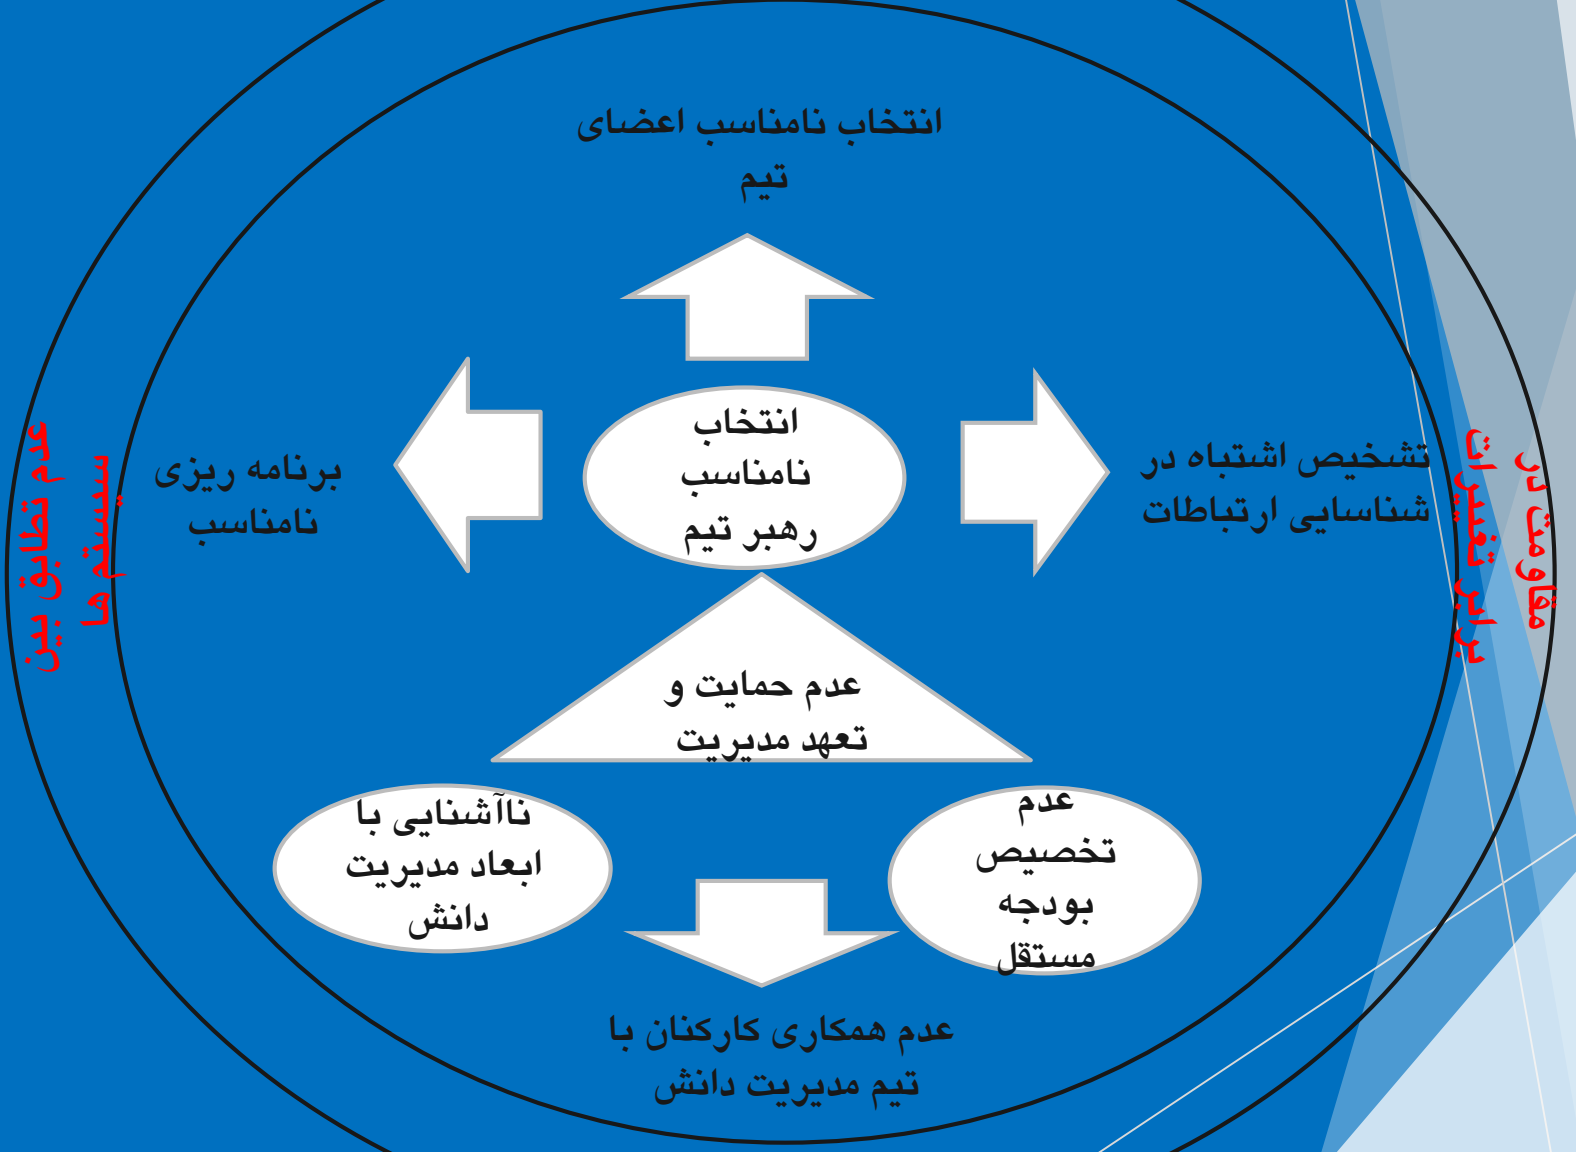 انتخاب نامناسب اعضای
تیم
انتخاب
نامناسب
رهبر تیم
تشخیص اشتباه در
شناسایی ارتباطات
برنامه ریزی
نامناسب
مقاومت در
برابر تغییرات
عدم تطابق بین
سیستم ها
عدم حمایت و
تعهد مدیریت
عدم
تخصیص
بودجه
مستقل
ناآشنایی با
ابعاد مدیریت
دانش
عدم همکاری کارکنان با
تیم مدیریت دانش